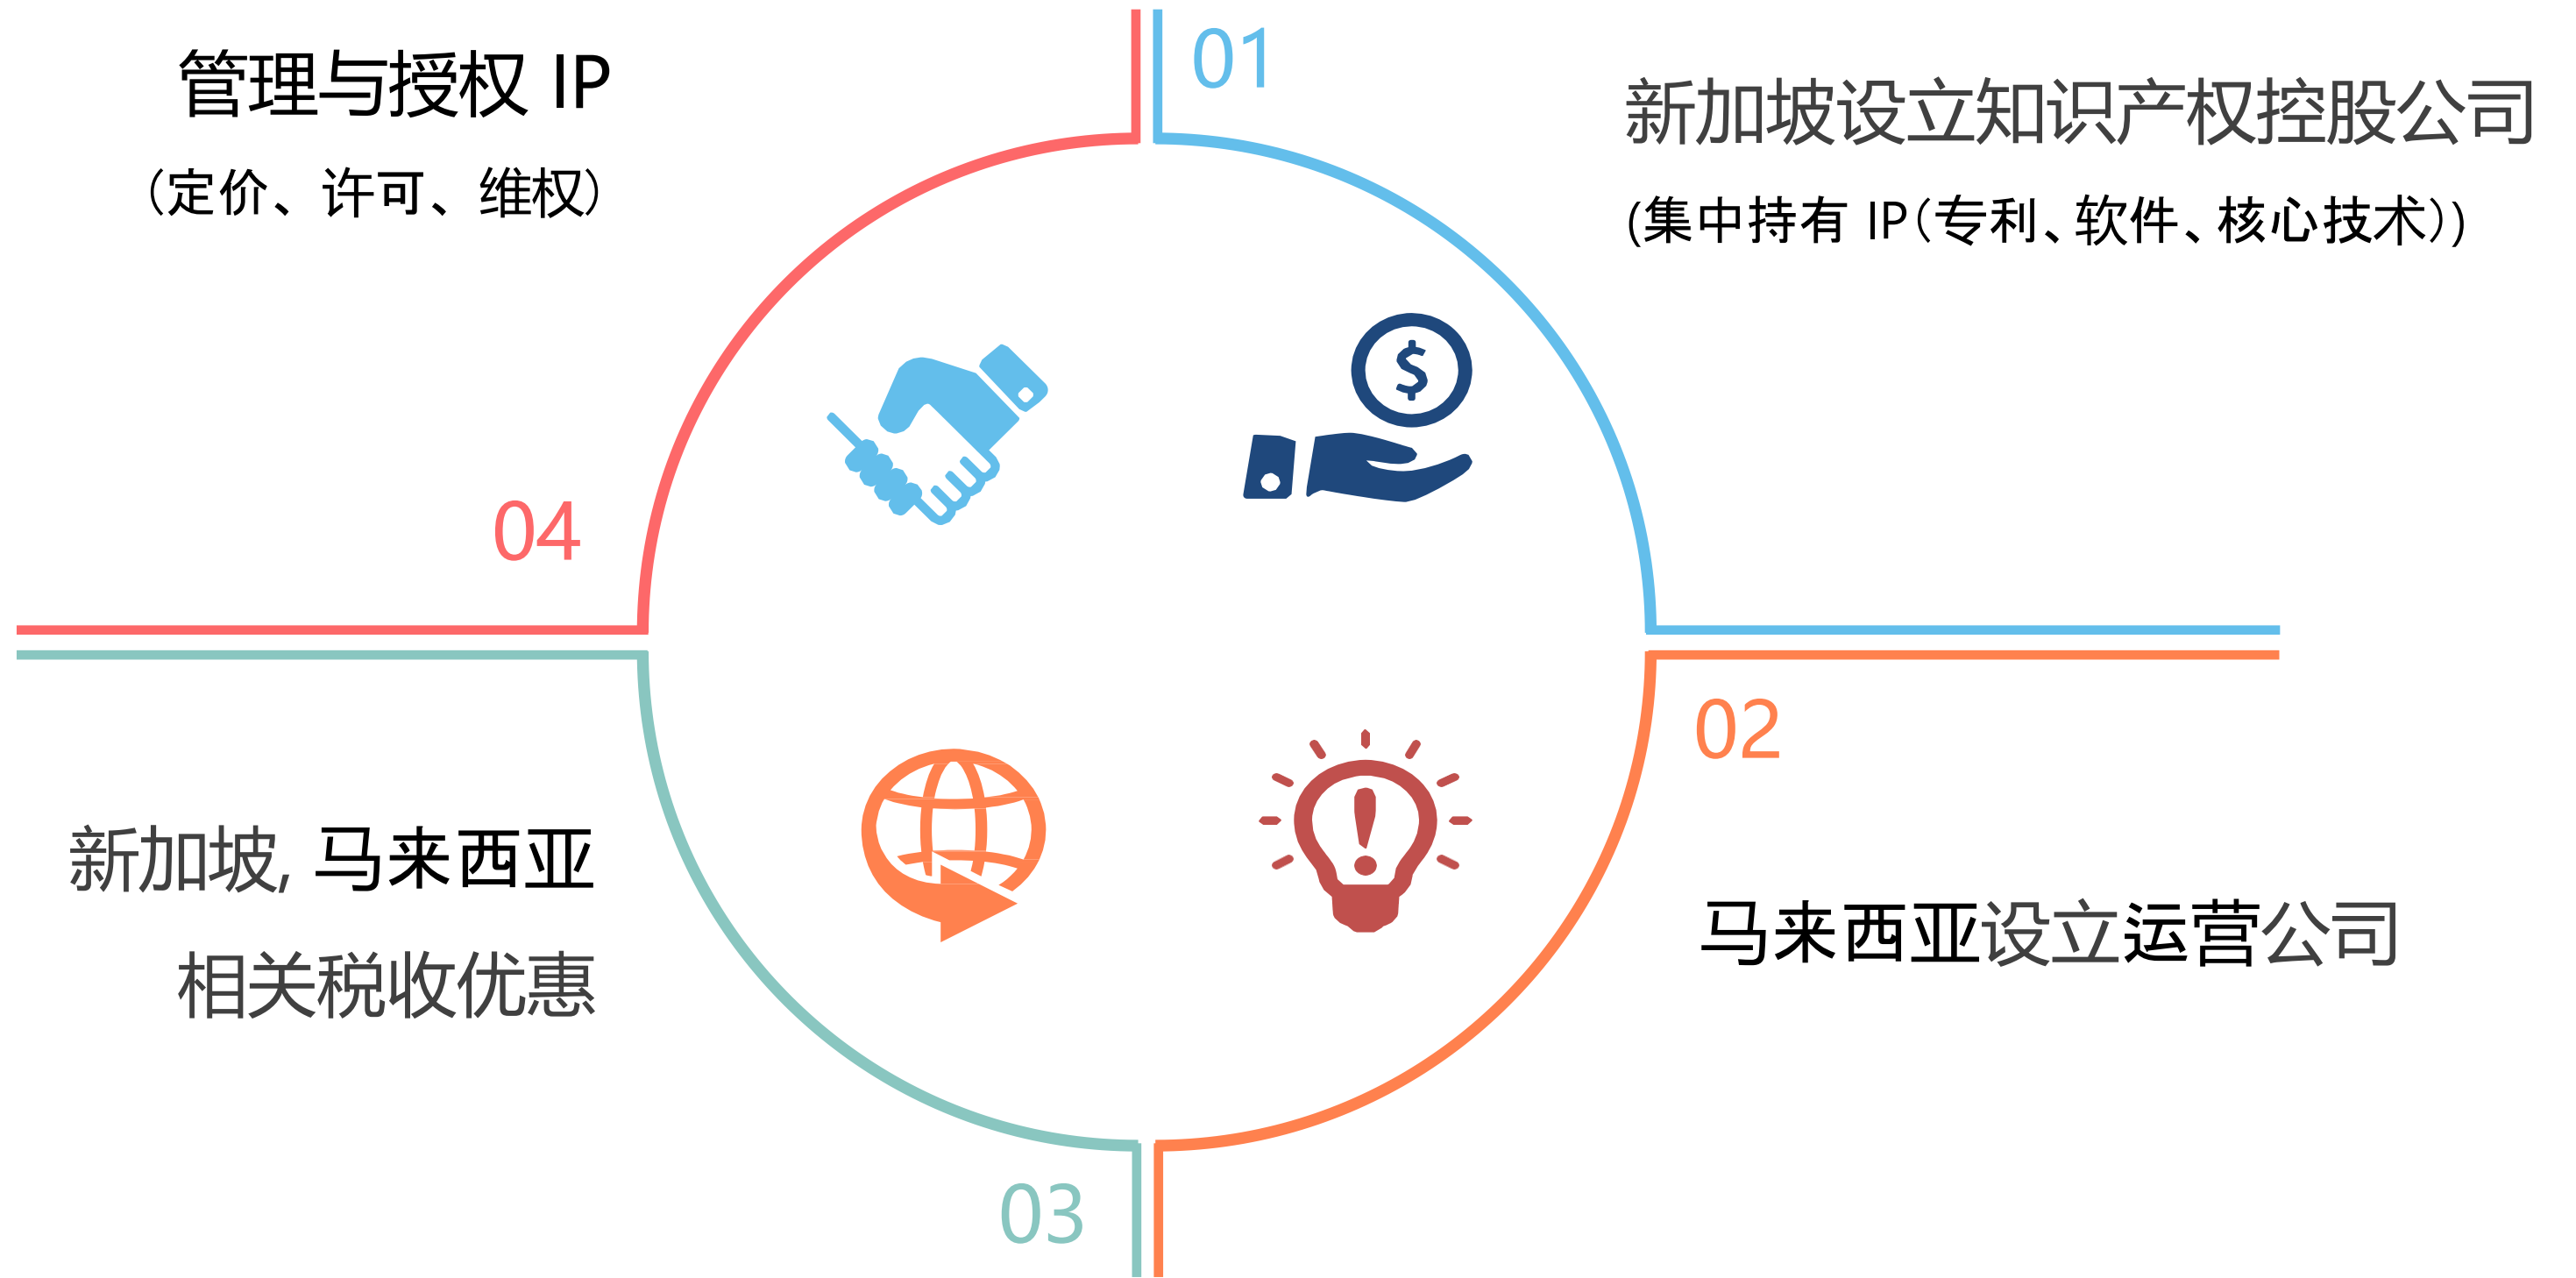 01
新加坡设立知识产权控股公司
(集中持有 IP（专利、软件、核心技术）)
02
马来西亚设立运营公司
03
新加坡, 马来西亚
相关税收优惠
04
管理与授权 IP
（定价、许可、维权）